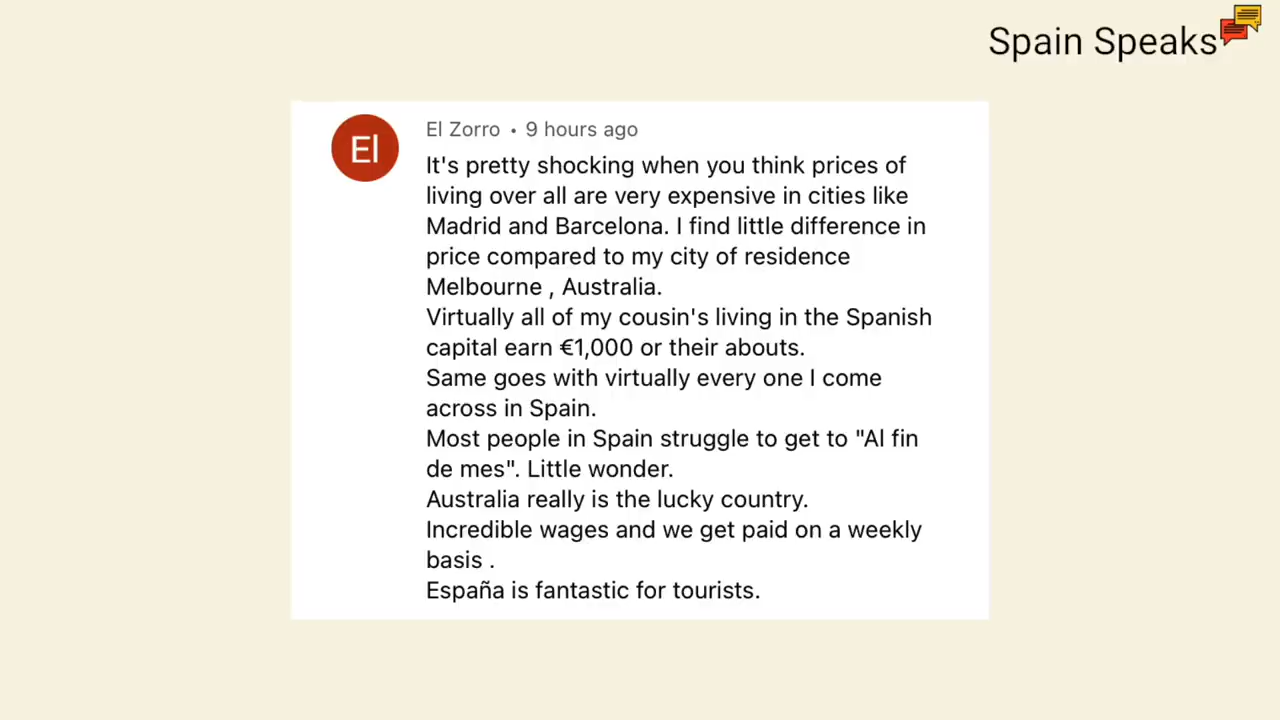 Spain Speaks
El
El Zorro • 9 hours ago
It's pretty shocking when you think prices of
living over all are very expensive in cities like
Madrid and Barcelona. I find little difference in
price compared to my city of residence
Melbourne , Australia.
Virtually all of my cousin's living in the Spanish
capital earn €1,000 or their abouts.
Same goes with virtually every one I come
across in Spain.
Most people in Spain struggle to get to "Al fin
de mes". Little wonder.
Australia really is the lucky country.
Incredible wages and we get paid on a weekly
basis .
España is fantastic for tourists.